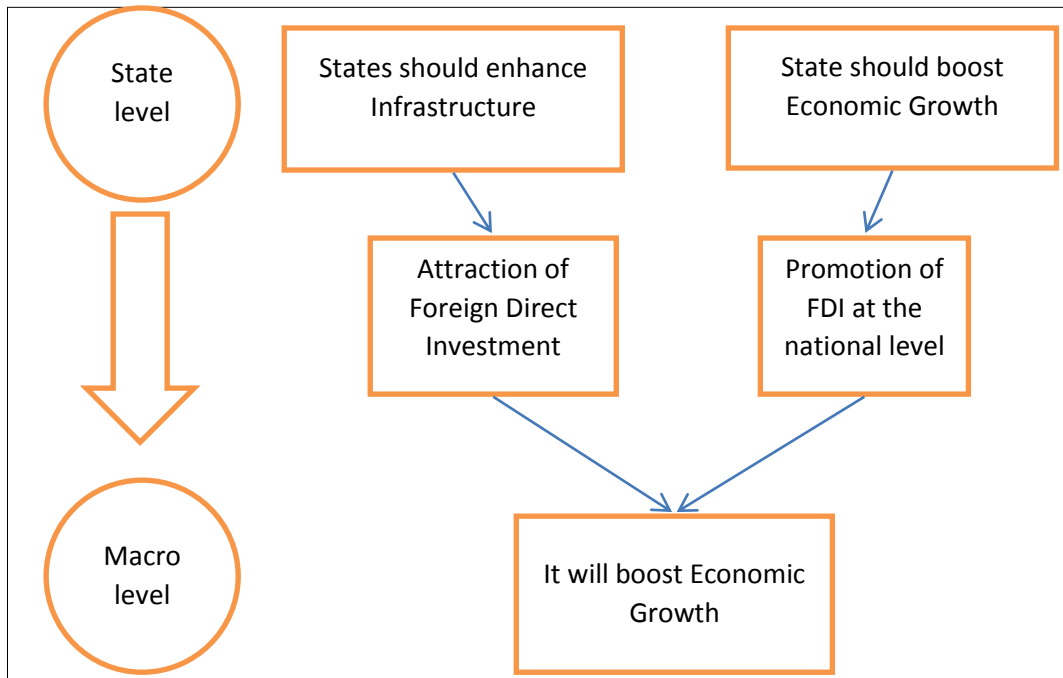 State
level
States should enhance
Infrastructure
State should boost
Economic Growth
Attraction of
Foreign Direct
Investment
Promotion of
FDI at the
national level
Macro
level
It will boost Economic
Growth